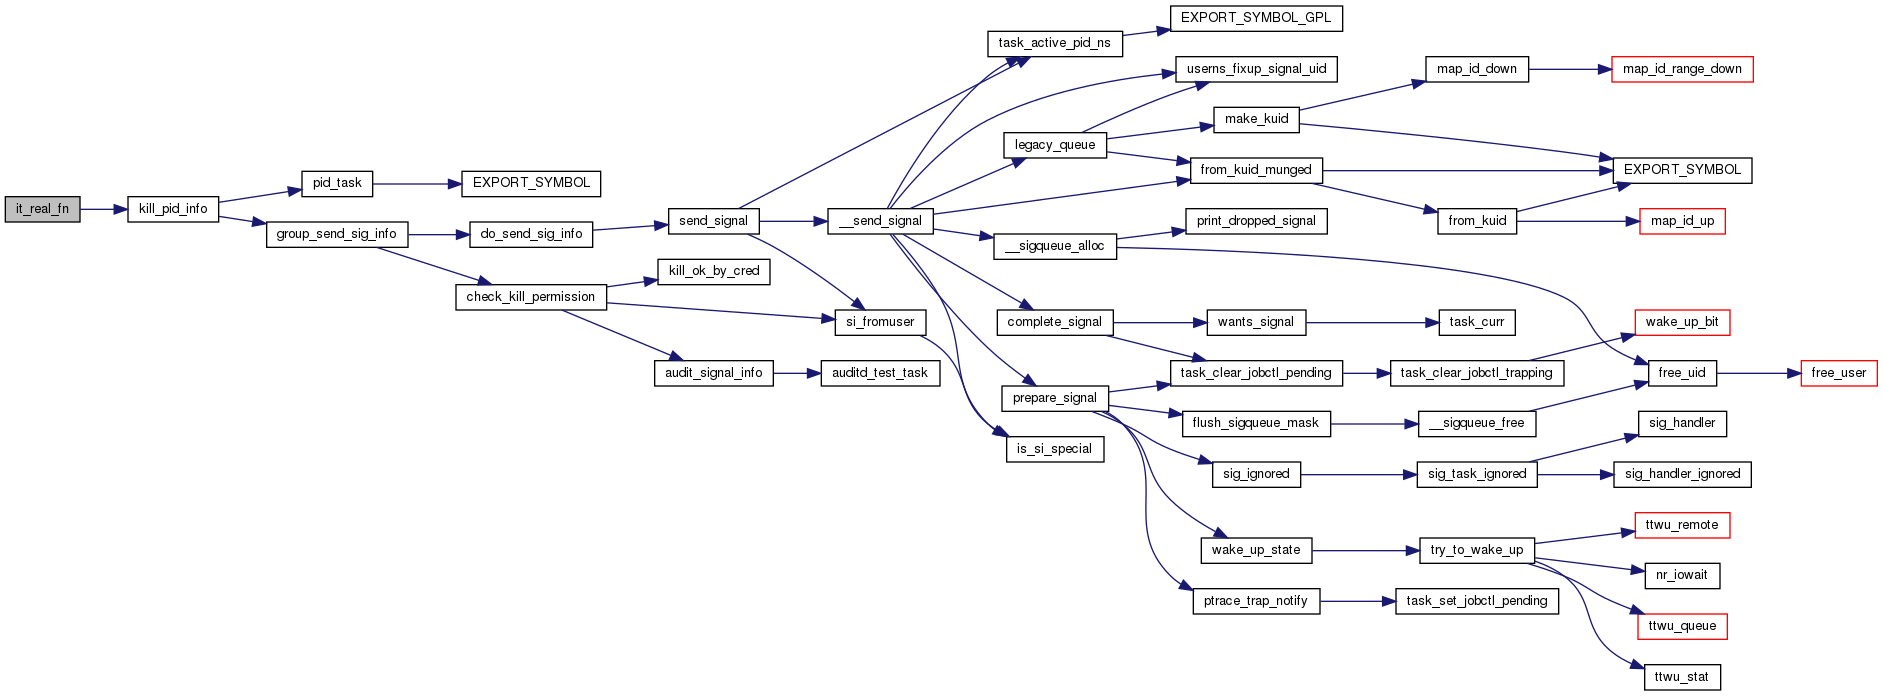 it_real_fn
kill_pid_info
pid_task
EXPORT_SYMBOL
group_send_sig_info
do_send_sig_info
check_kill_permission
kill_ok_by_cred
audit_signal_info
auditd_test_task
send_signal
si_fromuser
__send_signal
task_active_pid_ns
EXPORT_SYMBOL_GPL
userns_fixup_signal_uid
legacy_queue
make_kuid
map_id_down
map_id_range_down
from_kuid_munged
EXPORT_SYMBOL
from_kuid
map_id_up
print_dropped_signal
__sigqueue_alloc
complete_signal
wants_signal
task_curr
wake_up_bit
task_clear_jobctl_pending
task_clear_jobctl_trapping
free_uid
free_user
prepare_signal
flush_sigqueue_mask
__sigqueue_free
sig_handler
is_si_special
sig_ignored
sig_task_ignored
sig_handler_ignored
wake_up_state
try_to_wake_up
ttwu_remote
nr_iowait
ptrace_trap_notify
task_set_jobctl_pending
ttwu_queue
ttwu_stat